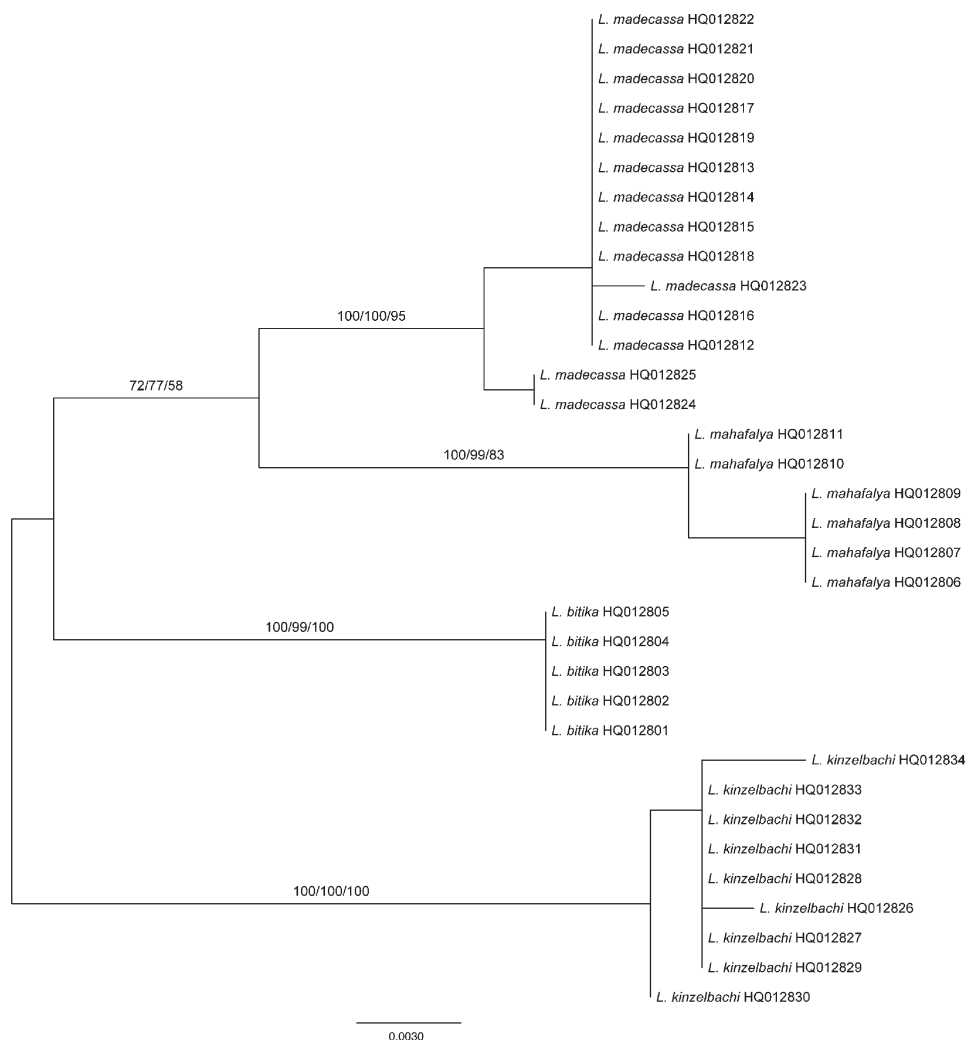 L. madecassa HQ012822
L. madecassa HQ012821
L. madecassa HQ012820
L. madecassa HQ012817
L. madecassa HQ012819
L. madecassa HQ012813
L. madecassa HQ012814
L. madecassa HQ012815
L. madecassa HQ012818
L. madecassa HQ012823
100/100/95
L. madecassa HQ012816
L. madecassa HQ012812
L. madecassa HQ012825
72/77/58
L. madecassa HQ012824
L. mahafalya HQ012811
100/99/83
L. mahafalya HQ012810
L. mahafalya HQ012809
L. mahafalya HQ012808
L. mahafalya HQ012807
L. mahafalya HQ012806
L. bitika HQ012805
100/99/100
L. bitika HQ012804
L. bitika HQ012803
L. bitika HQ012802
L. bitika HQ012801
L. kinzelbachi HQ012834
L. kinzelbachi HQ012833
L. kinzelbachi HQ012832
L. kinzelbachi HQ012831
L. kinzelbachi HQ012828
100/100/100
L. kinzelbachi HQ012826
L. kinzelbachi HQ012827
L. kinzelbachi HQ012829
L. kinzelbachi HQ012830
0.0030